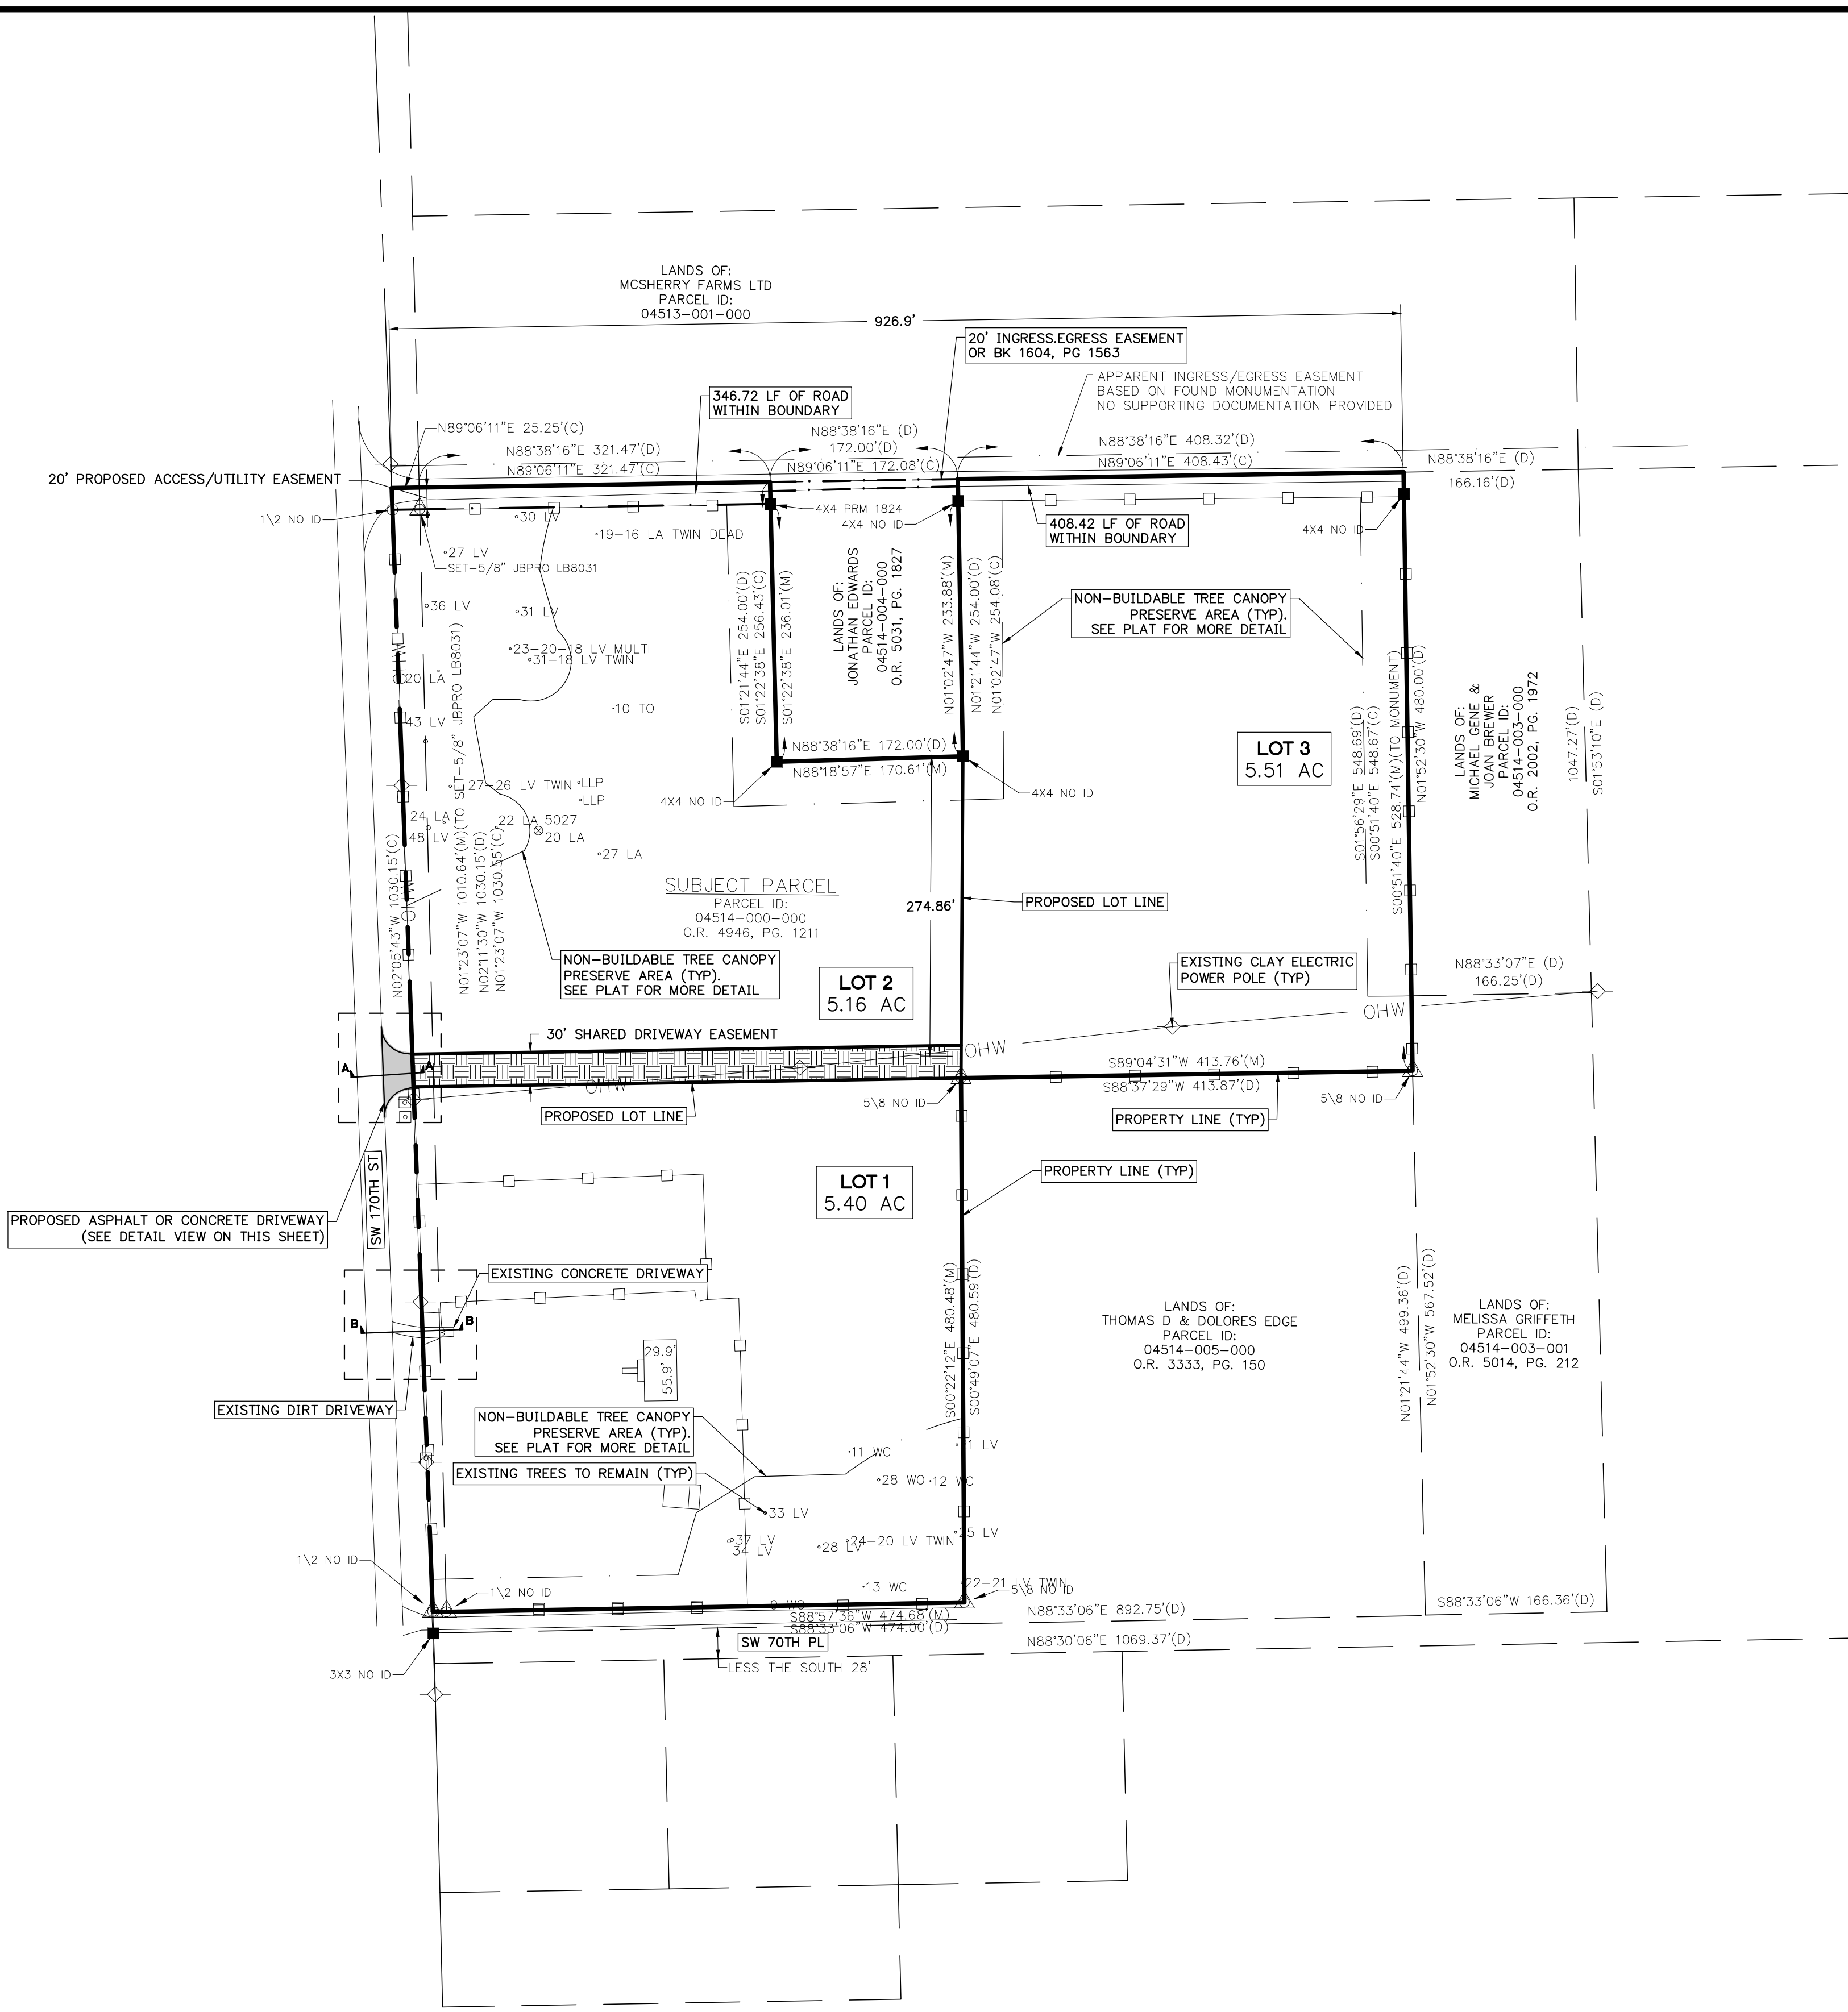 LANDS OF:
MCSHERRY FARMS LTD
PARCEL ID:
04513-001-000
926.9'
20' INGRESS.EGRESS EASEMENT
OR BK 1604, PG 1563
APPARENT INGRESS/EGRESS EASEMENT
BASED ON FOUND MONUMENTATION
NO SUPPORTING DOCUMENTATION PROVIDED
346.72 LF OF ROAD
WITHIN BOUNDARY
N89°06'11"E 25.25'(C)
N88°38'16"E 321.47'(D)
N89°06'11"E 321.47'(C)
N88°38'16"E (D)
172.00'(D)
N89°06'11"E 172.08'(C)
N88°38'16"E 408.32'(D)
N89°06'11"E 408.43'(C)
N88°38'16"E (D)
166.16'(D)
20' PROPOSED ACCESS/UTILITY EASEMENT
1\2 NO ID
30 LV
19-16 LA TWIN DEAD
4X4 PRM 1824
4X4 NO ID
408.42 LF OF ROAD
WITHIN BOUNDARY
4X4 NO ID
27 LV
SET-5/8" JBPRO LB8031
36 LV
31 LV
23-20-18 LV MULTI
31-18 LV TWIN
20 LA
10 TO
43 LV
27-26 LV TWIN
LLP
LLP
24 LA
48 LV
22 LA 5027
20 LA
27 LA
S01°21'44"E 254.00'(D)
S01°22'38"E 256.43'(C)
S01°22'38"E 236.01'(M)
LANDS OF:
JONATHAN EDWARDS
PARCEL ID:
04514-004-000
O.R. 5031, PG. 1827
N01°02'47"W 233.88'(M)
N01°21'44"W 254.00'(D)
N01°02'47"W 254.08'(C)
NON-BUILDABLE TREE CANOPY
PRESERVE AREA (TYP).
SEE PLAT FOR MORE DETAIL
N88°38'16"E 172.00'(D)
N88°18'57"E 170.61'(M)
4X4 NO ID
4X4 NO ID
LOT 3
5.51 AC
S01°56'29"E 548.69'(D)
S00°51'40"E 548.67'(C)
S00°51'40"E 528.74'(M)(TO MONUMENT)
N01°52'30"W 480.00'(D)
LANDS OF:
MICHAEL GENE &
JOAN BREWER
PARCEL ID:
04514-003-000
O.R. 2002, PG. 1972
1047.27'(D)
S01°53'10"E (D)
N02°05'43"W 1030.15'(C)
N01°23'07"W 1010.64'(M)(TO SET-5/8" JBPRO LB8031)
N02°11'30"W 1030.15'(D)
N01°23'07"W 1030.55'(C)
OHW
OHW
SUBJECT PARCEL
PARCEL ID:
04514-000-000
O.R. 4946, PG. 1211
274.86'
PROPOSED LOT LINE
NON-BUILDABLE TREE CANOPY
PRESERVE AREA (TYP).
SEE PLAT FOR MORE DETAIL
LOT 2
5.16 AC
EXISTING CLAY ELECTRIC
POWER POLE (TYP)
N88°33'07"E (D)
166.25'(D)
OHW
30' SHARED DRIVEWAY EASEMENT
OHW
A
A
OHW
S89°04'31"W 413.76'(M)
S88°37'29"W 413.87'(D)
5\8 NO ID
5\8 NO ID
PROPOSED LOT LINE
PROPERTY LINE (TYP)
SW 170TH ST
LOT 1
5.40 AC
PROPERTY LINE (TYP)
PROPOSED ASPHALT OR CONCRETE DRIVEWAY
(SEE DETAIL VIEW ON THIS SHEET)
EXISTING CONCRETE DRIVEWAY
B
B
29.9'
55.9'
EXISTING DIRT DRIVEWAY
S00°22'12"E 480.48'(M)
S00°49'07"E 480.59'(D)
LANDS OF:
THOMAS D & DOLORES EDGE
PARCEL ID:
04514-005-000
O.R. 3333, PG. 150
N01°21'44"W 499.36'(D)
N01°52'30"W 567.52'(D)
LANDS OF:
MELISSA GRIFFETH
PARCEL ID:
04514-003-001
O.R. 5014, PG. 212
NON-BUILDABLE TREE CANOPY
PRESERVE AREA (TYP).
SEE PLAT FOR MORE DETAIL
EXISTING TREES TO REMAIN (TYP)
11 WC
21 LV
28 WO
12 WC
33 LV
37 LV
34 LV
28 LV
24-20 LV TWIN
25 LV
13 WC
22-21 LV TWIN
5\8 NO ID
1\2 NO ID
1\2 NO ID
S88°57'36"W 474.68'(M)
S88°33'06"W 474.00'(D)
N88°33'06"E 892.75'(D)
S88°33'06"W 166.36'(D)
SW 70TH PL
N88°30'06"E 1069.37'(D)
LESS THE SOUTH 28'
3X3 NO ID